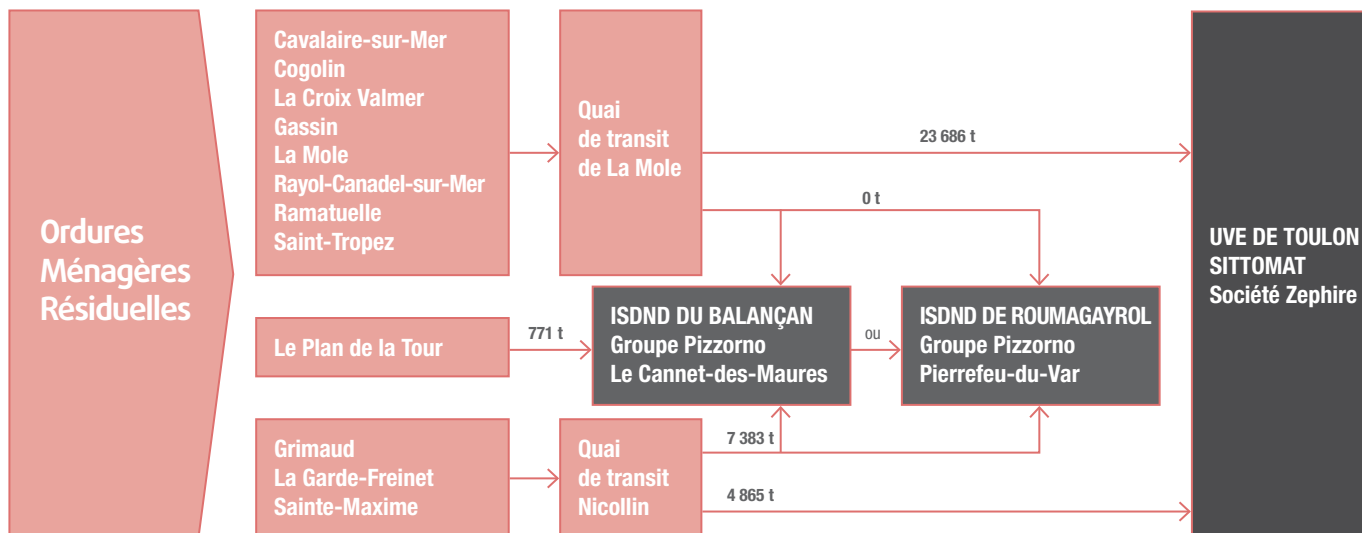 Ordures
Ménagères
Résiduelles
Cavalaire-sur-Mer
Cogolin
La Croix Valmer
Gassin
La Mole
Rayol-Canadel-sur-Mer
Ramatuelle
Saint-Tropez
Quai
de transit
de La Mole
23 686 t
0 t
Le Plan de la Tour
771 t
ISDND DU BALANÇAN
Groupe Pizzorno
Le Cannet-des-Maures
ou
ISDND DE ROUMAGAYROL
Groupe Pizzorno
Pierrefeu-du-Var
Grimaud
La Garde-Freinet
Sainte-Maxime
Quai
de transit
Nicollin
7 383 t
4 865 t
UVE DE TOULON
SITTOMAT
Société Zephire